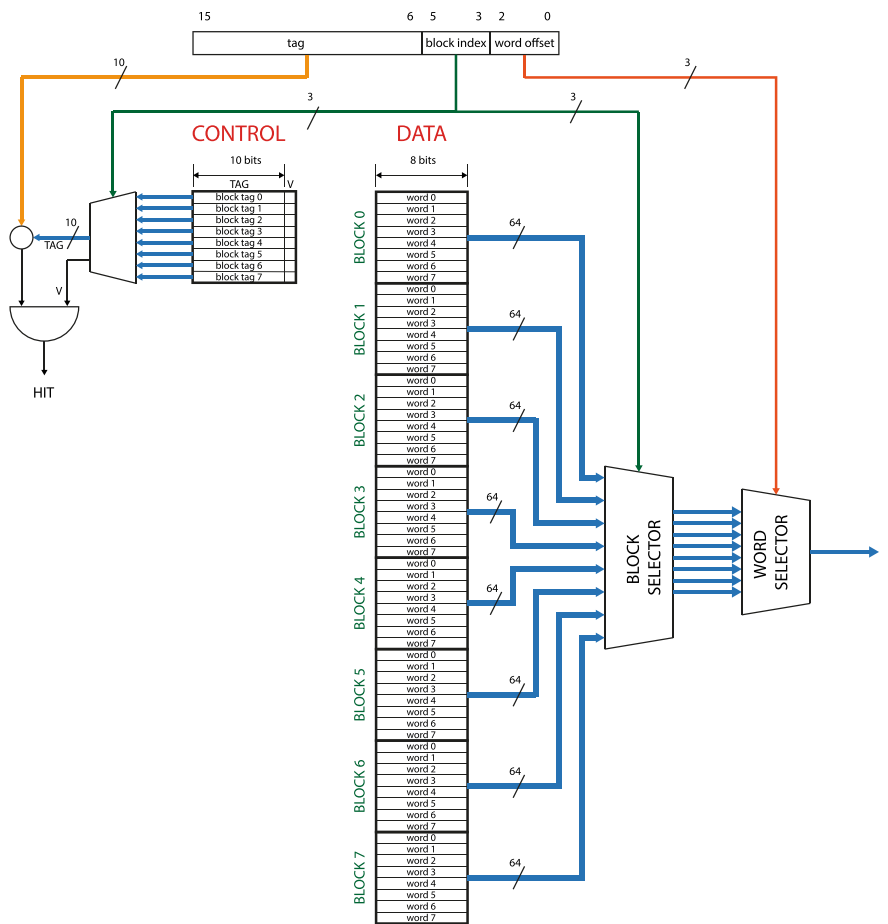 15 6 5 3 2 0
tag block index word offset
10 3
3 3
CONTROL DATA
10 bits 8 bits
TAG V
block tag 0
block tag 1
block tag 2
block tag 3
block tag 4
block tag 5
block tag 6
block tag 7
10
TAG
V
HIT
BLOCK 0
word 0
word 1
word 2
word 3
word 4
word 5
word 6
word 7
64
BLOCK 1
word 0
word 1
word 2
word 3
word 4
word 5
word 6
word 7
64
BLOCK 2
word 0
word 1
word 2
word 3
word 4
word 5
word 6
word 7
64
BLOCK 3
word 0
word 1
word 2
word 3
word 4
word 5
word 6
word 7
64
BLOCK 4
word 0
word 1
word 2
word 3
word 4
word 5
word 6
word 7
64
BLOCK 5
word 0
word 1
word 2
word 3
word 4
word 5
word 6
word 7
64
BLOCK 6
word 0
word 1
word 2
word 3
word 4
word 5
word 6
word 7
64
BLOCK 7
word 0
word 1
word 2
word 3
word 4
word 5
word 6
word 7
64
BLOCK
SELECTOR
WORD
SELECTOR